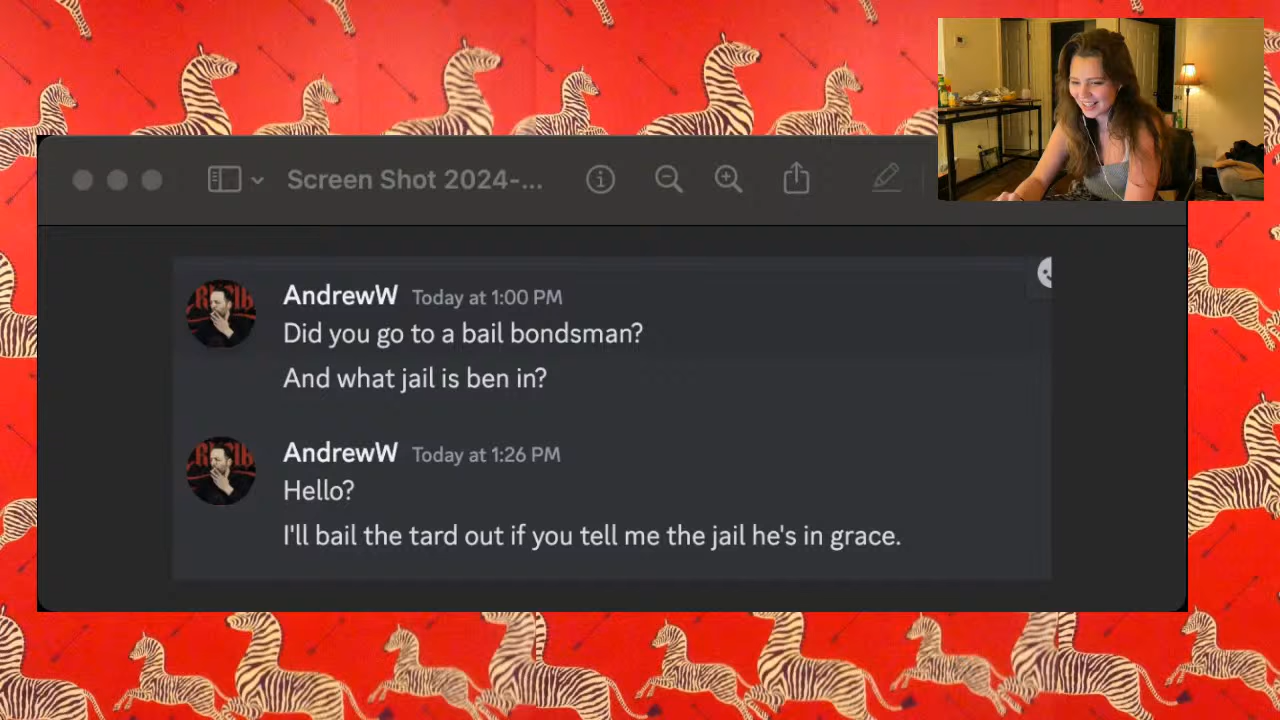 Screen Shot 2024-...
AndrewW Today at 1:00 PM
Did you go to a bail bondsman?
And what jail is ben in?
AndrewW Today at 1:26 PM
Hello?
I'll bail the tard out if you tell me the jail he's in grace.